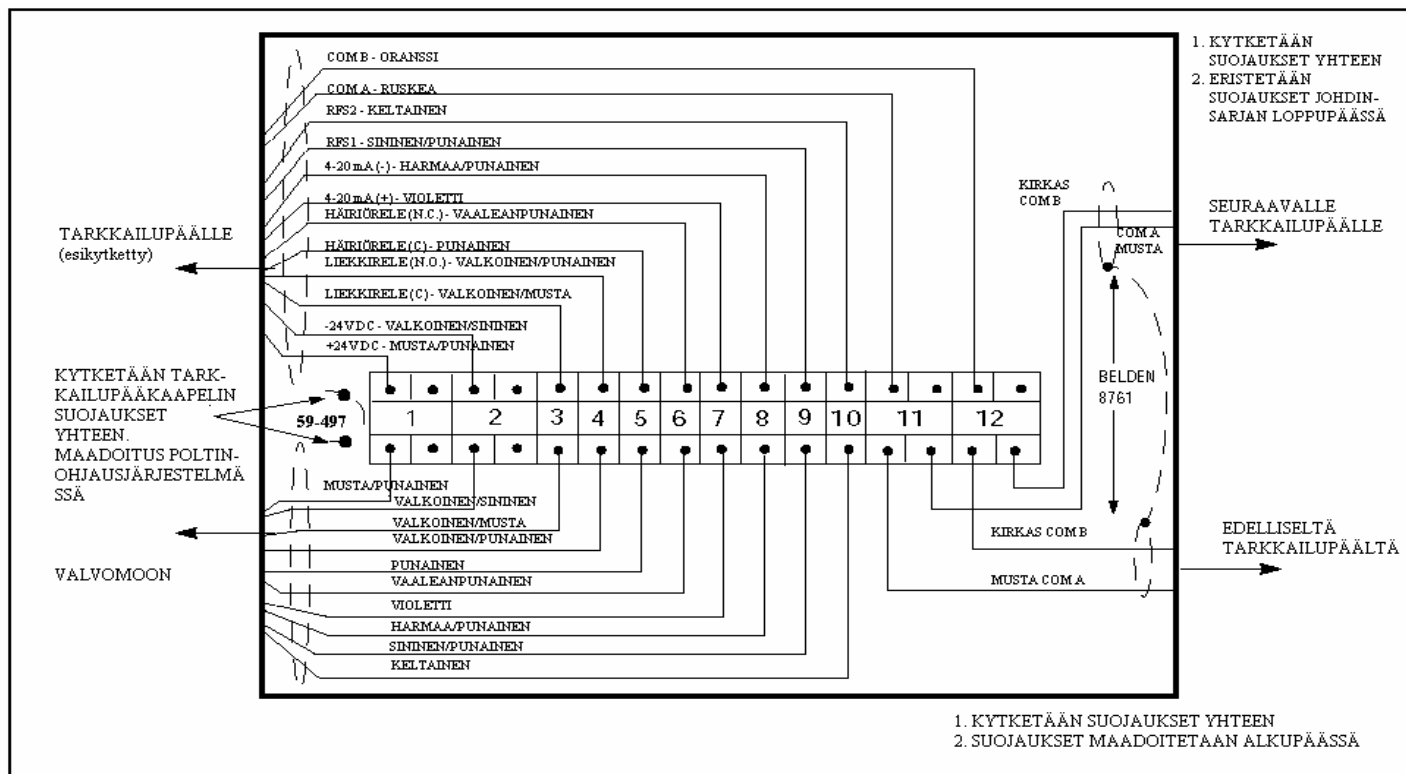 COM B - ORANSSI
COM A - RUSKEA
RFS2 - KELTAINEN
RFS1 - SININEN/PUNAINEN
4-20 mA (-) - HARMAA/PUNAINEN
4-20 mA (+) - VIOLETTI
HÄIRIÖRELE (N.C.) - VAALEANPUNAINEN
HÄIRIÖRELE (C) - PUNAINEN
LIEKKIRELE (N.O.) - VALKOINEN/PUNAINEN
LIEKKIRELE (C) - VALKOINEN/MUSTA
-24VDC - VALKOINEN/SININEN
+24VDC - MUSTA/PUNAINEN
1. KYTKETÄÄN
SUOJAUKSET YHTEEN
2. ERISTETÄÄN
SUOJAUKSET JOHDIN-
SARJAN LOPPUPÄÄSSÄ
KIRKAS
COM B
COM A
MUSTA
SEURAAVALLE
TARKKAILUPÄÄLLE
TARKKAILUPÄÄLLE
(esikytketty)
KYTKETÄÄN TARK-
KAILUPÄÄKAAPELIN
SUOJAUKSET
YHTEEN.
MAADOITUS POLTIN-
OHJAUSJÄRJESTELMÄ
SSÄ
59-497
1 2 3 4 5 6 7 8 9 10 11 12
BELDEN
8761
MUSTA/PUNAINEN
VALKOINEN/SININEN
VALKOINEN/MUSTA
VALKOINEN/PUNAINEN
PUNAINEN
VAALEANPUNAINEN
VIOLETTI
HARMAA/PUNAINEN
SININEN/PUNAINEN
KELTAINEN
VALVOMOON
KIRKAS COM B
MUSTA COM A
EDELLISELTÄ
TARKKAILUPÄÄLTÄ
1. KYTKETÄÄN SUOJAUKSET YHTEEN
2. SUOJAUKSET MAADOITETAAN ALKUPÄÄSSÄ